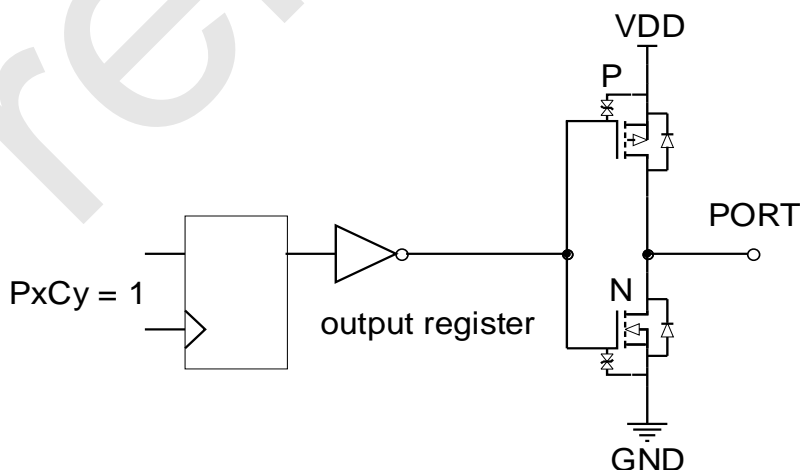 VDD
P
PORT
PxCy = 1
N
output register
GND